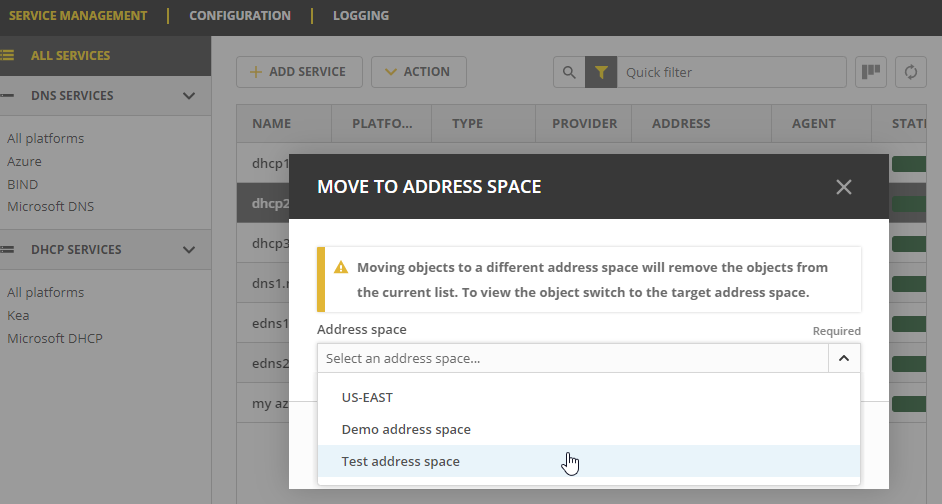 SERVICE MANAGEMENT | CONFIGURATION | LOGGING
ALL SERVICES
DNS SERVICES
All platforms
Azure
BIND
Microsoft DNS
DHCP SERVICES
All platforms
Kea
Microsoft DHCP
ADD SERVICE
ACTION
Quick filter
NAME PLATFO... TYPE PROVIDER ADDRESS AGENT
dhcp1
dhcp2
dhcp3
edns1
edns2
MOVE TO ADDRESS SPACE
Moving objects to a different address space will remove the objects from
the current list. To view the object switch to the target address space.
Address space
Required
Select an address space...
US-EAST
Demo address space
Test address space